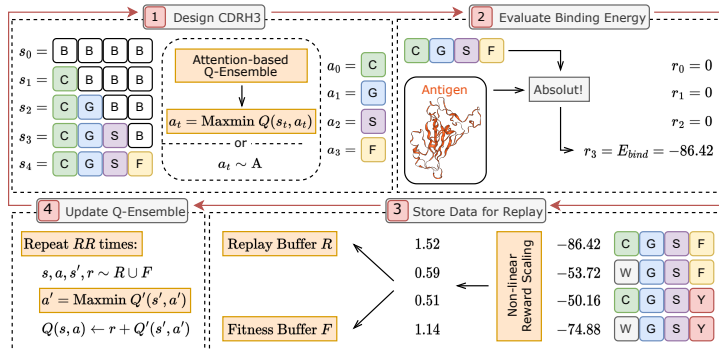 1 Design CDRH3
s₀ = B B B B
s₁ = C B B B
s₂ = C G B B
s₃ = C G S B
s₄ = C G S F
Attention-based
Q-Ensemble
aₜ = Maxmin Q(sₜ, aₜ)
or
aₜ ∼ A
a₀ = C
a₁ = G
a₂ = S
a₃ = F
2 Evaluate Binding Energy
C G S F
Antigen
Absolut!
r₀ = 0
r₁ = 0
r₂ = 0
r₃ = E_bind = −86.42
4 Update Q-Ensemble
Repeat RR times:
s, a, s′, r ∼ R ∪ F
a′ = Maxmin Q′(s′, a′)
Q(s, a) ← r + Q′(s′, a′)
3 Store Data for Replay
Replay Buffer R
Fitness Buffer F
1.52
0.59
0.51
1.14
Non-linear
Reward Scaling
−86.42 C G S F
−53.72 W G S F
−50.16 C G S Y
−74.88 W G S Y